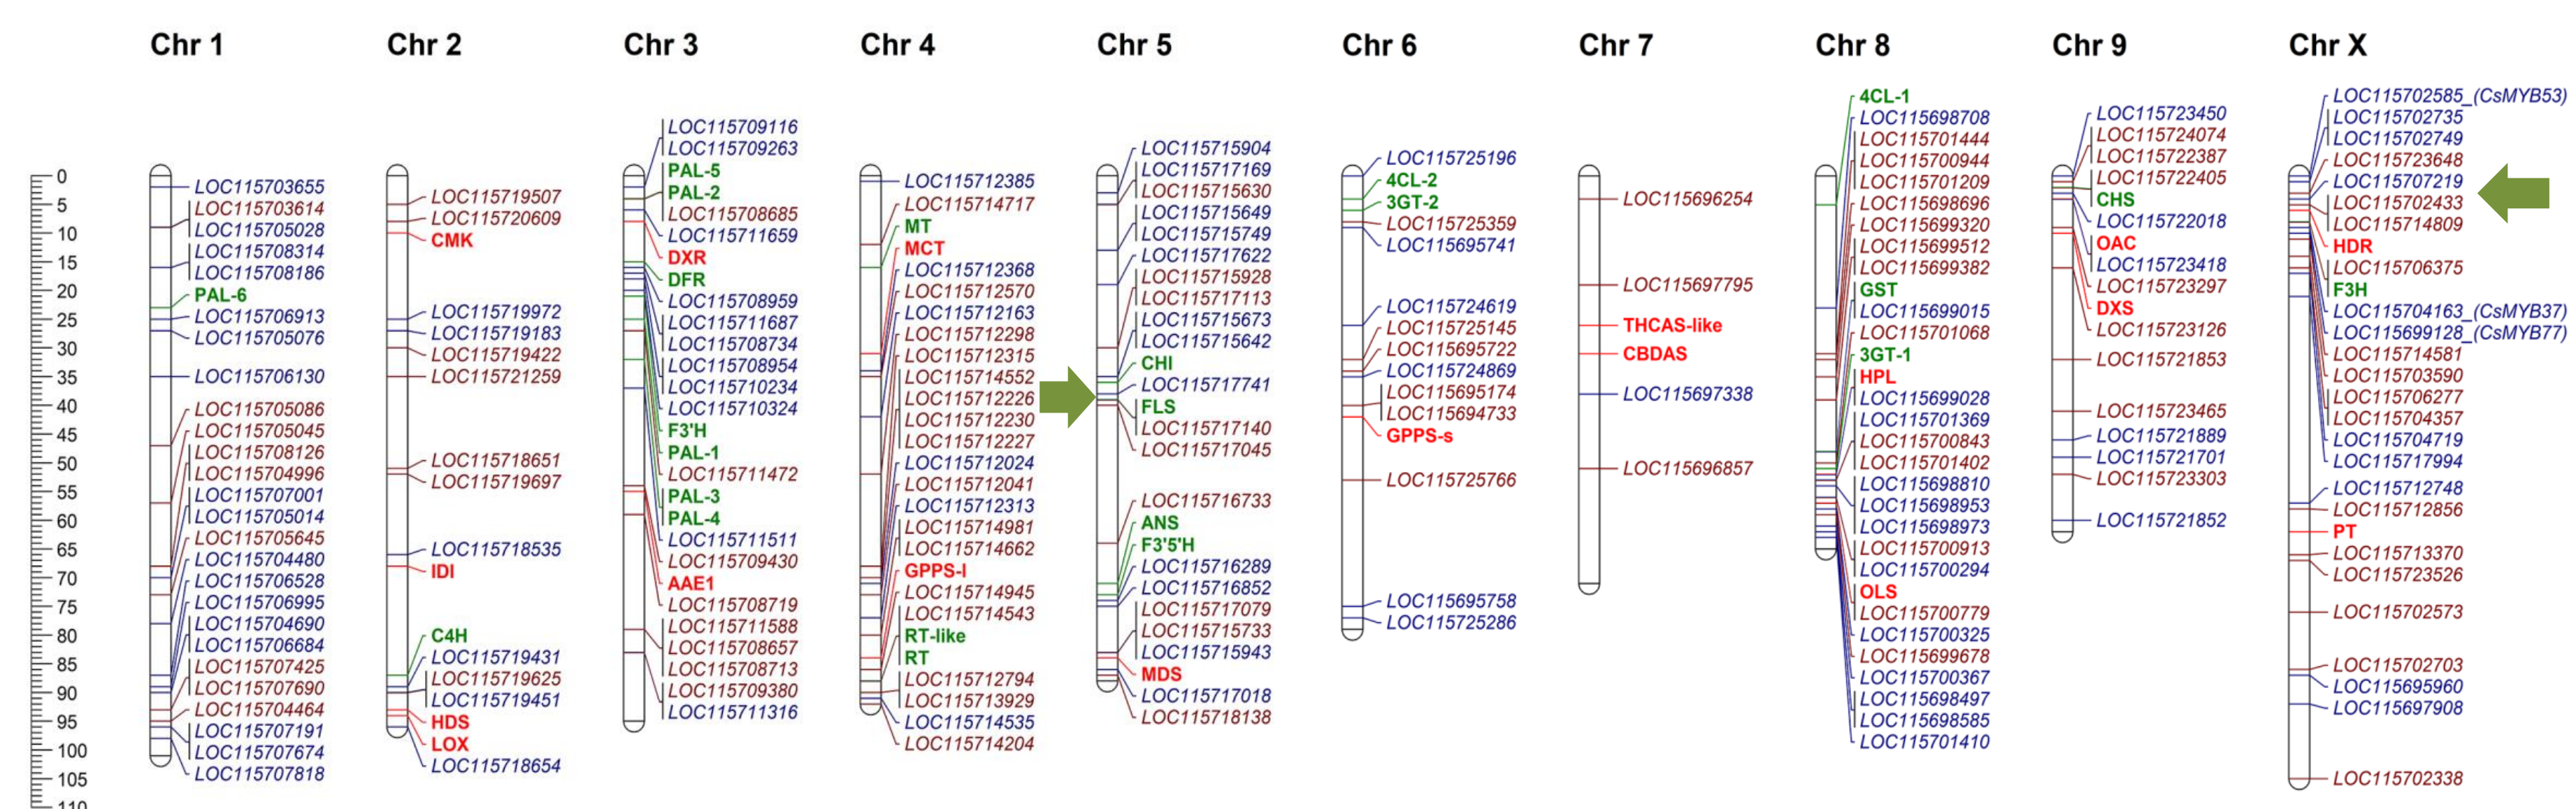 Chr 1
Chr 2
Chr 3
Chr 4
Chr 5
Chr 6
Chr 7
Chr 8
Chr 9
Chr X
0
5
10
15
20
25
30
35
40
45
50
55
60
65
70
75
80
85
90
95
100
105
110
LOC115703655
LOC115703614
LOC115705028
LOC115708314
LOC115708186
PAL-6
LOC115706913
LOC115705076
LOC115706130
LOC115705086
LOC115705045
LOC115708126
LOC115704996
LOC115707001
LOC115705014
LOC115705645
LOC115704480
LOC115706528
LOC115706995
LOC115704690
LOC115706684
LOC115707425
LOC115707690
LOC115704464
LOC115707191
LOC115707674
LOC115707818
LOC115719507
LOC115720609
CMK
LOC115719972
LOC115719183
LOC115719422
LOC115721259
LOC115718651
LOC115719697
LOC115718535
IDI
C4H
LOC115719431
LOC115719625
LOC115719451
HDS
LOX
LOC115718654
LOC115709116
LOC115709263
PAL-5
PAL-2
LOC115708685
LOC115711659
DXR
DFR
LOC115708959
LOC115711687
LOC115708734
LOC115708954
LOC115710234
LOC115710324
F3'H
PAL-1
LOC115711472
PAL-3
PAL-4
LOC115711511
LOC115709430
AAE1
LOC115708719
LOC115711588
LOC115708657
LOC115708713
LOC115709380
LOC115711316
LOC115712385
LOC115714717
MT
MCT
LOC115712368
LOC115712570
LOC115712163
LOC115712298
LOC115712315
LOC115714552
LOC115712226
LOC115712230
LOC115712227
LOC115712024
LOC115712041
LOC115712313
LOC115714981
LOC115714662
GPPS-l
LOC115714945
LOC115714543
RT-like
RT
LOC115712794
LOC115713929
LOC115714535
LOC115714204
LOC115715904
LOC115717169
LOC115715630
LOC115715649
LOC115715749
LOC115717622
LOC115715928
LOC115717113
LOC115715673
LOC115715642
CHI
LOC115717741
FLS
LOC115717140
LOC115717045
LOC115716733
ANS
F3'5'H
LOC115716289
LOC115716852
LOC115717079
LOC115715733
LOC115715943
MDS
LOC115717018
LOC115718138
LOC115725196
4CL-2
3GT-2
LOC115725359
LOC115695741
LOC115724619
LOC115725145
LOC115695722
LOC115724869
LOC115695174
LOC115694733
GPPS-s
LOC115725766
LOC115695758
LOC115725286
LOC115696254
LOC115697795
THCAS-like
CBDAS
LOC115697338
LOC115696857
4CL-1
LOC115698708
LOC115701444
LOC115700944
LOC115701209
LOC115698696
LOC115699320
LOC115699512
LOC115699382
GST
LOC115699015
LOC115701068
3GT-1
HPL
LOC115699028
LOC115701369
LOC115700843
LOC115701402
LOC115698810
LOC115698953
LOC115698973
LOC115700913
LOC115700294
OLS
LOC115700779
LOC115700325
LOC115699678
LOC115700367
LOC115698497
LOC115698585
LOC115701410
LOC115723450
LOC115724074
LOC115722387
LOC115722405
CHS
LOC115722018
OAC
LOC115723418
LOC115723297
DXS
LOC115723126
LOC115721853
LOC115723465
LOC115721889
LOC115721701
LOC115723303
LOC115721852
LOC115702585_(CsMYB53)
LOC115702735
LOC115702749
LOC115723648
LOC115707219
LOC115702433
LOC115714809
HDR
LOC115706375
F3H
LOC115704163_(CsMYB37)
LOC115699128_(CsMYB77)
LOC115714581
LOC115703590
LOC115706277
LOC115704357
LOC115704719
LOC115717994
LOC115712748
LOC115712856
PT
LOC115713370
LOC115723526
LOC115702573
LOC115702703
LOC115695960
LOC115697908
LOC115702338